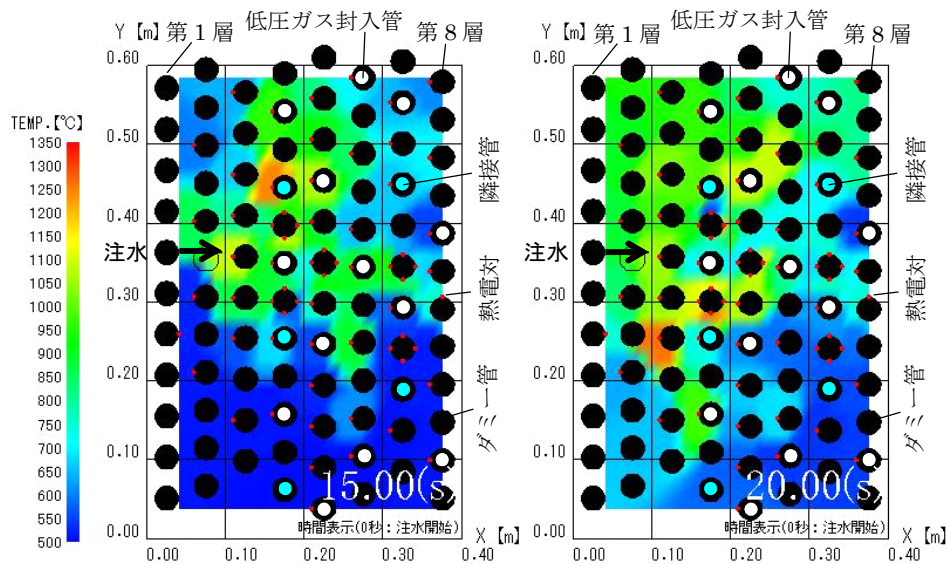 低圧ガス封入管
Y [m] 第1層
第8層
0.60
0.50
0.40
0.30
0.20
0.10
0.00
TEMP.[℃]
1350
1300
1250
1200
1150
1100
1050
1000
950
900
850
800
750
700
650
600
550
500
注水
隣接管
熱電対
ダミー管
15.00(s)
時間表示(0秒：注水開始)
0.00 0.10 0.20 0.30 0.40
X [m]
低圧ガス封入管
Y [m] 第1層
第8層
0.60
0.50
0.40
0.30
0.20
0.10
0.00
注水
隣接管
熱電対
ダミー管
20.00(s)
時間表示(0秒：注水開始)
0.00 0.10 0.20 0.30 0.40
X [m]